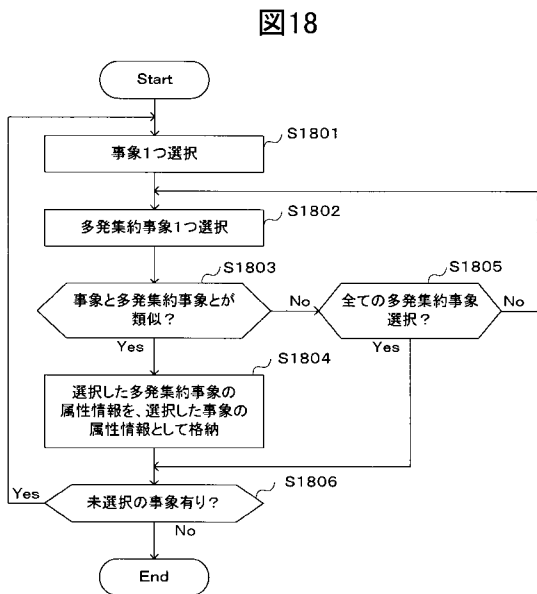 図18
Start
S1801
事象1つ選択
S1802
多発集約事象1つ選択
S1803
事象と多発集約事象とが
類似?
No
Yes
S1805
全ての多発集約事象
選択?
No
Yes
S1804
選択した多発集約事象の
属性情報を、選択した事象の
属性情報として格納
S1806
未選択の事象有り?
Yes
No
End